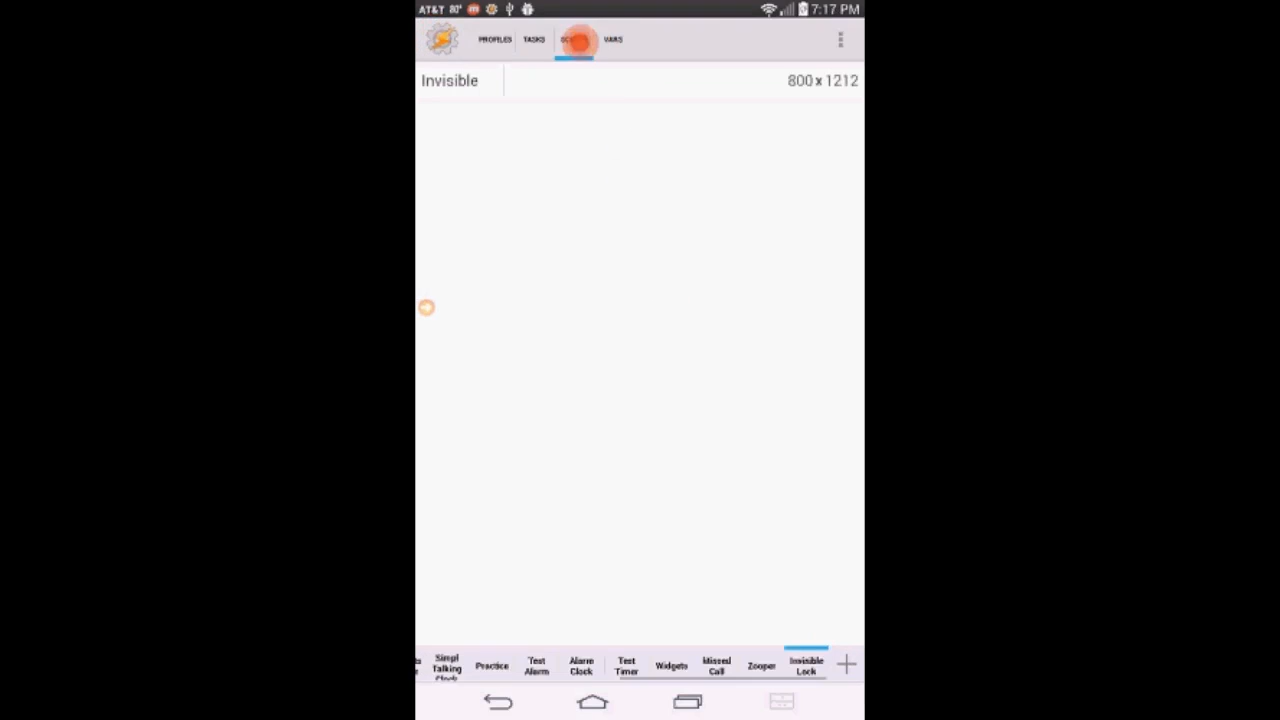 AT&T 80° 7:17 PM
PROFILES TASKS VARS
Invisible 800 x 1212
Simpl Talking Clock
Practice
Test Alarm
Alarm Clock
Test Timer
Widgets
Missed Call
Zooper
Invisible Lock